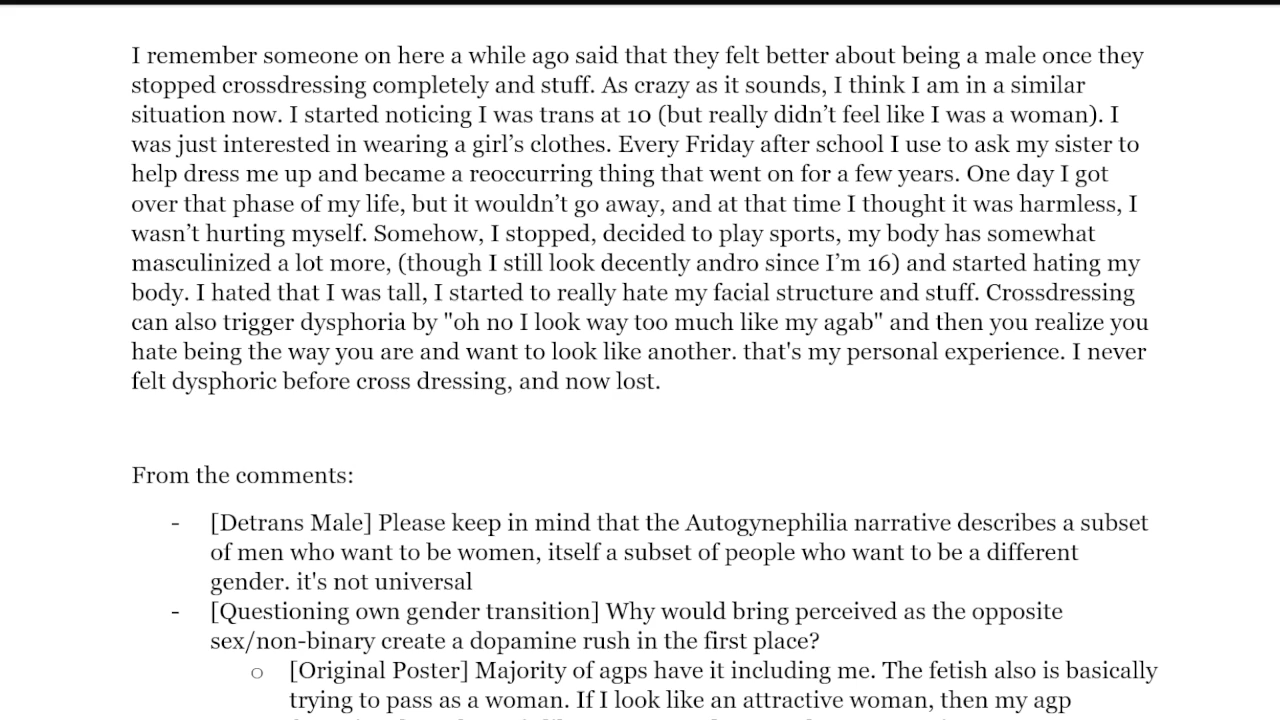 I remember someone on here a while ago said that they felt better about being a male once they
stopped crossdressing completely and stuff. As crazy as it sounds, I think I am in a similar
situation now. I started noticing I was trans at 10 (but really didn’t feel like I was a woman). I
was just interested in wearing a girl’s clothes. Every Friday after school I use to ask my sister to
help dress me up and became a reoccurring thing that went on for a few years. One day I got
over that phase of my life, but it wouldn’t go away, and at that time I thought it was harmless, I
wasn’t hurting myself. Somehow, I stopped, decided to play sports, my body has somewhat
masculinized a lot more, (though I still look decently andro since I’m 16) and started hating my
body. I hated that I was tall, I started to really hate my facial structure and stuff. Crossdressing
can also trigger dysphoria by "oh no I look way too much like my agab" and then you realize you
hate being the way you are and want to look like another. that's my personal experience. I never
felt dysphoric before cross dressing, and now lost.
From the comments:
- [Detrans Male] Please keep in mind that the Autogynephilia narrative describes a subset
of men who want to be women, itself a subset of people who want to be a different
gender. it's not universal
- [Questioning own gender transition] Why would bring perceived as the opposite
sex/non-binary create a dopamine rush in the first place?
o [Original Poster] Majority of agps have it including me. The fetish also is basically
trying to pass as a woman. If I look like an attractive woman, then my agp